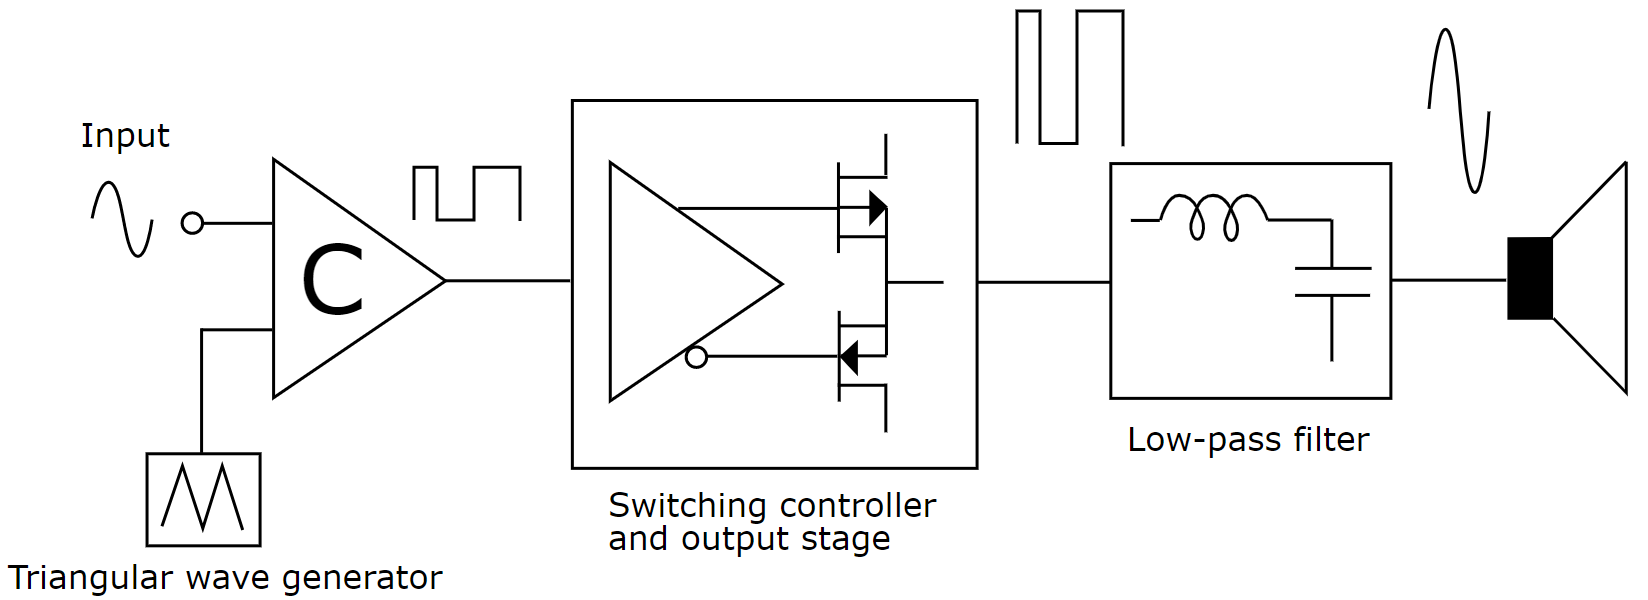 Input
C
Triangular wave generator
Switching controller
and output stage
Low-pass filter